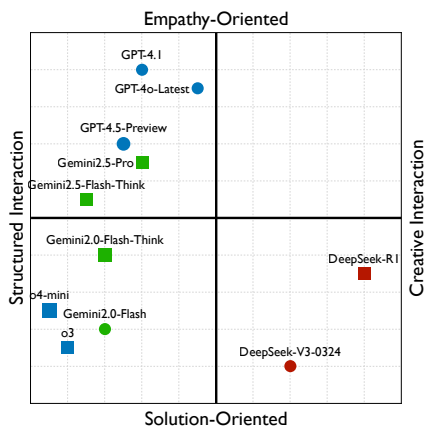 Empathy-Oriented
GPT-4.1
GPT-4o-Latest
GPT-4.5-Preview
Gemini2.5-Pro
Gemini2.5-Flash-Think
Structured Interaction
Creative Interaction
Gemini2.0-Flash-Think
DeepSeek-R1
o4-mini
Gemini2.0-Flash
o3
DeepSeek-V3-0324
Solution-Oriented